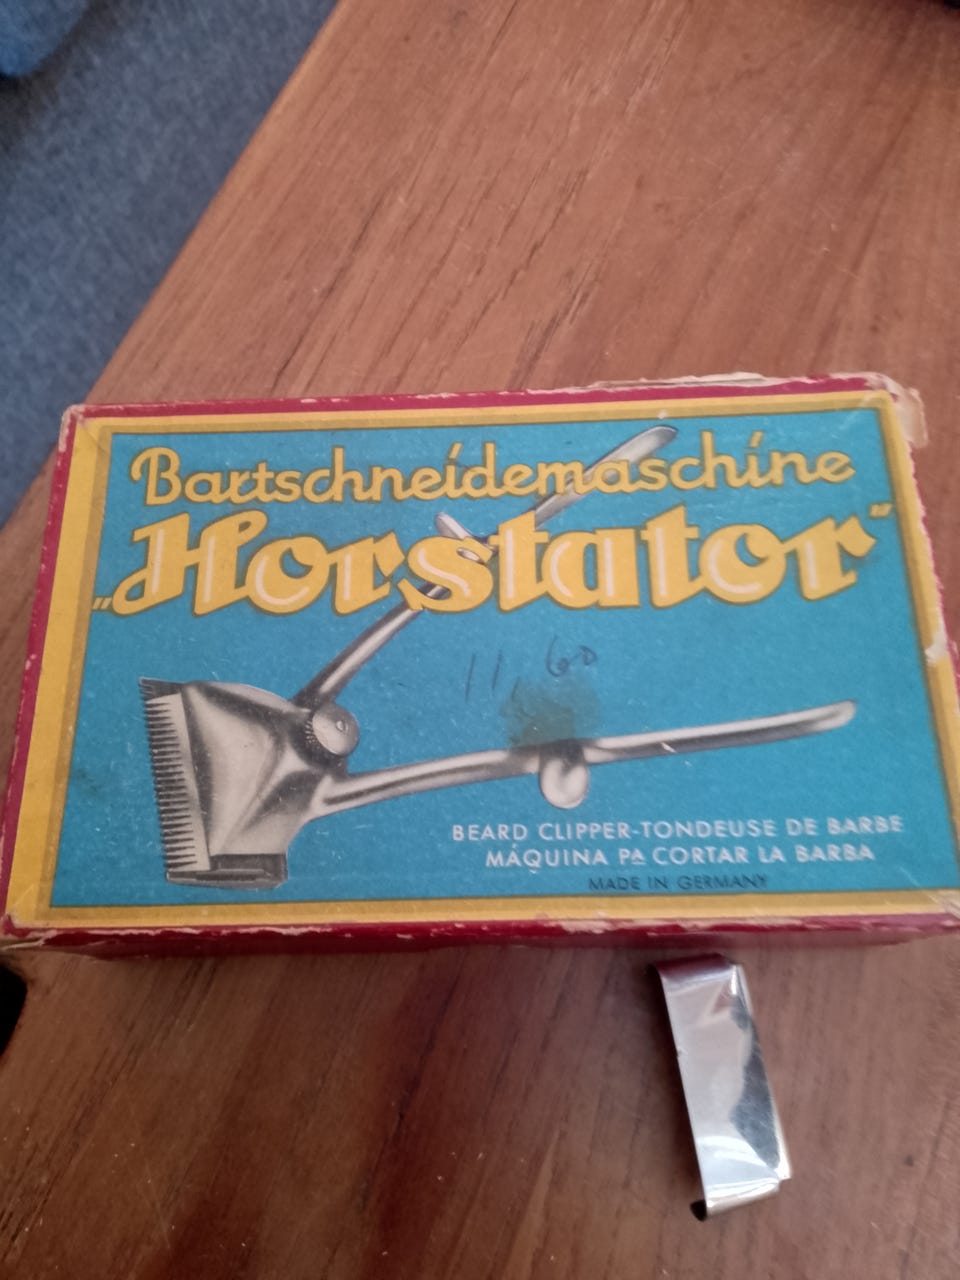 Bartschneidemaschine
„Horstator"
11,60
BEARD CLIPPER-TONDEUSE DE BARBE
MÁQUINA PA CORTAR LA BARBA
MADE IN GERMANY